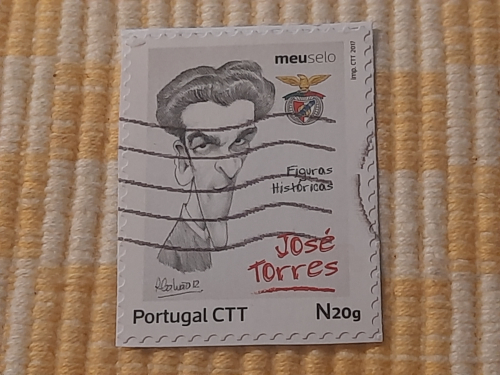 meuselo
Imp. CTT 2017
Figuras
Históricas
José
Torres
Portugal CTT
N20g